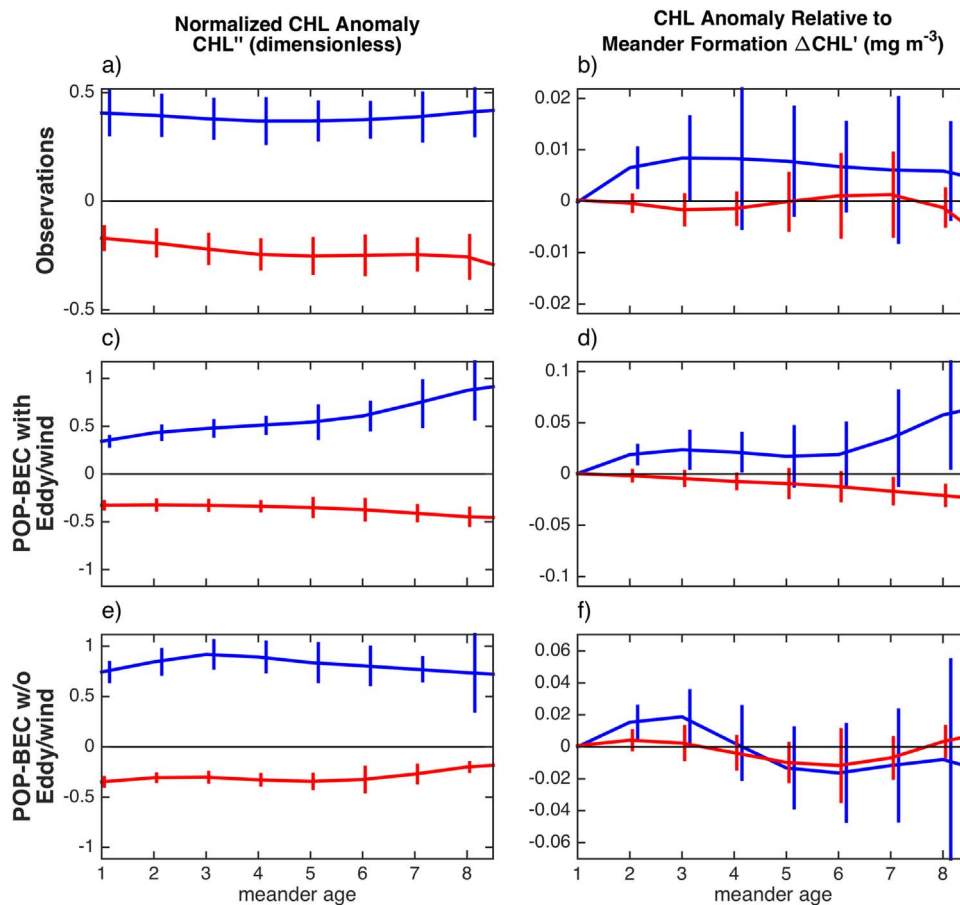 Normalized CHL Anomaly
CHL'' (dimensionless)
CHL Anomaly Relative to
Meander Formation ΔCHL' (mg m⁻³)
a)
b)
Observations
0.5
0
-0.5
0.02
0.01
0
-0.01
-0.02
c)
d)
POP-BEC with
Eddy/wind
1
0.5
0
-0.5
-1
0.1
0.05
0
-0.05
-0.1
e)
f)
POP-BEC w/o
Eddy/wind
1
0.5
0
-0.5
-1
0.06
0.04
0.02
0
-0.02
-0.04
-0.06
1 2 3 4 5 6 7 8
1 2 3 4 5 6 7 8
meander age
meander age